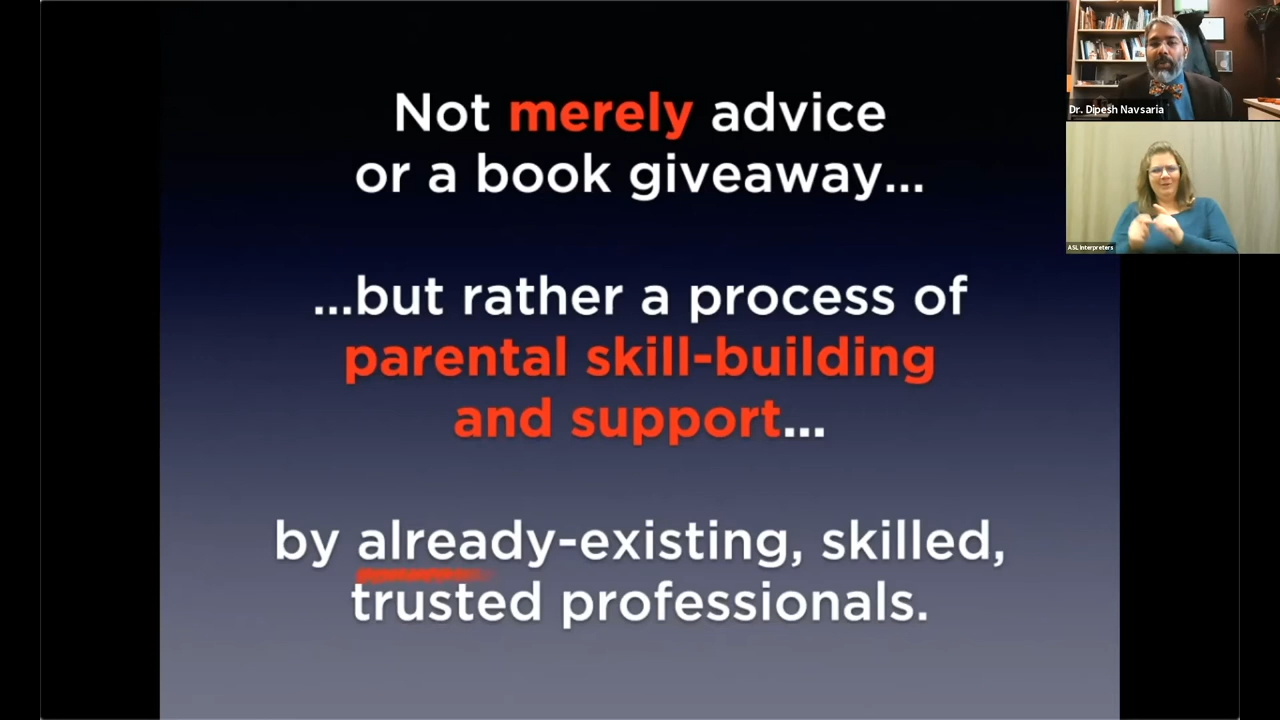 Not merely advice
or a book giveaway...
...but rather a process of
parental skill-building
and support...
by already-existing, skilled,
trusted professionals.
Dr. Dipesh Navsaria
ASL Interpreters